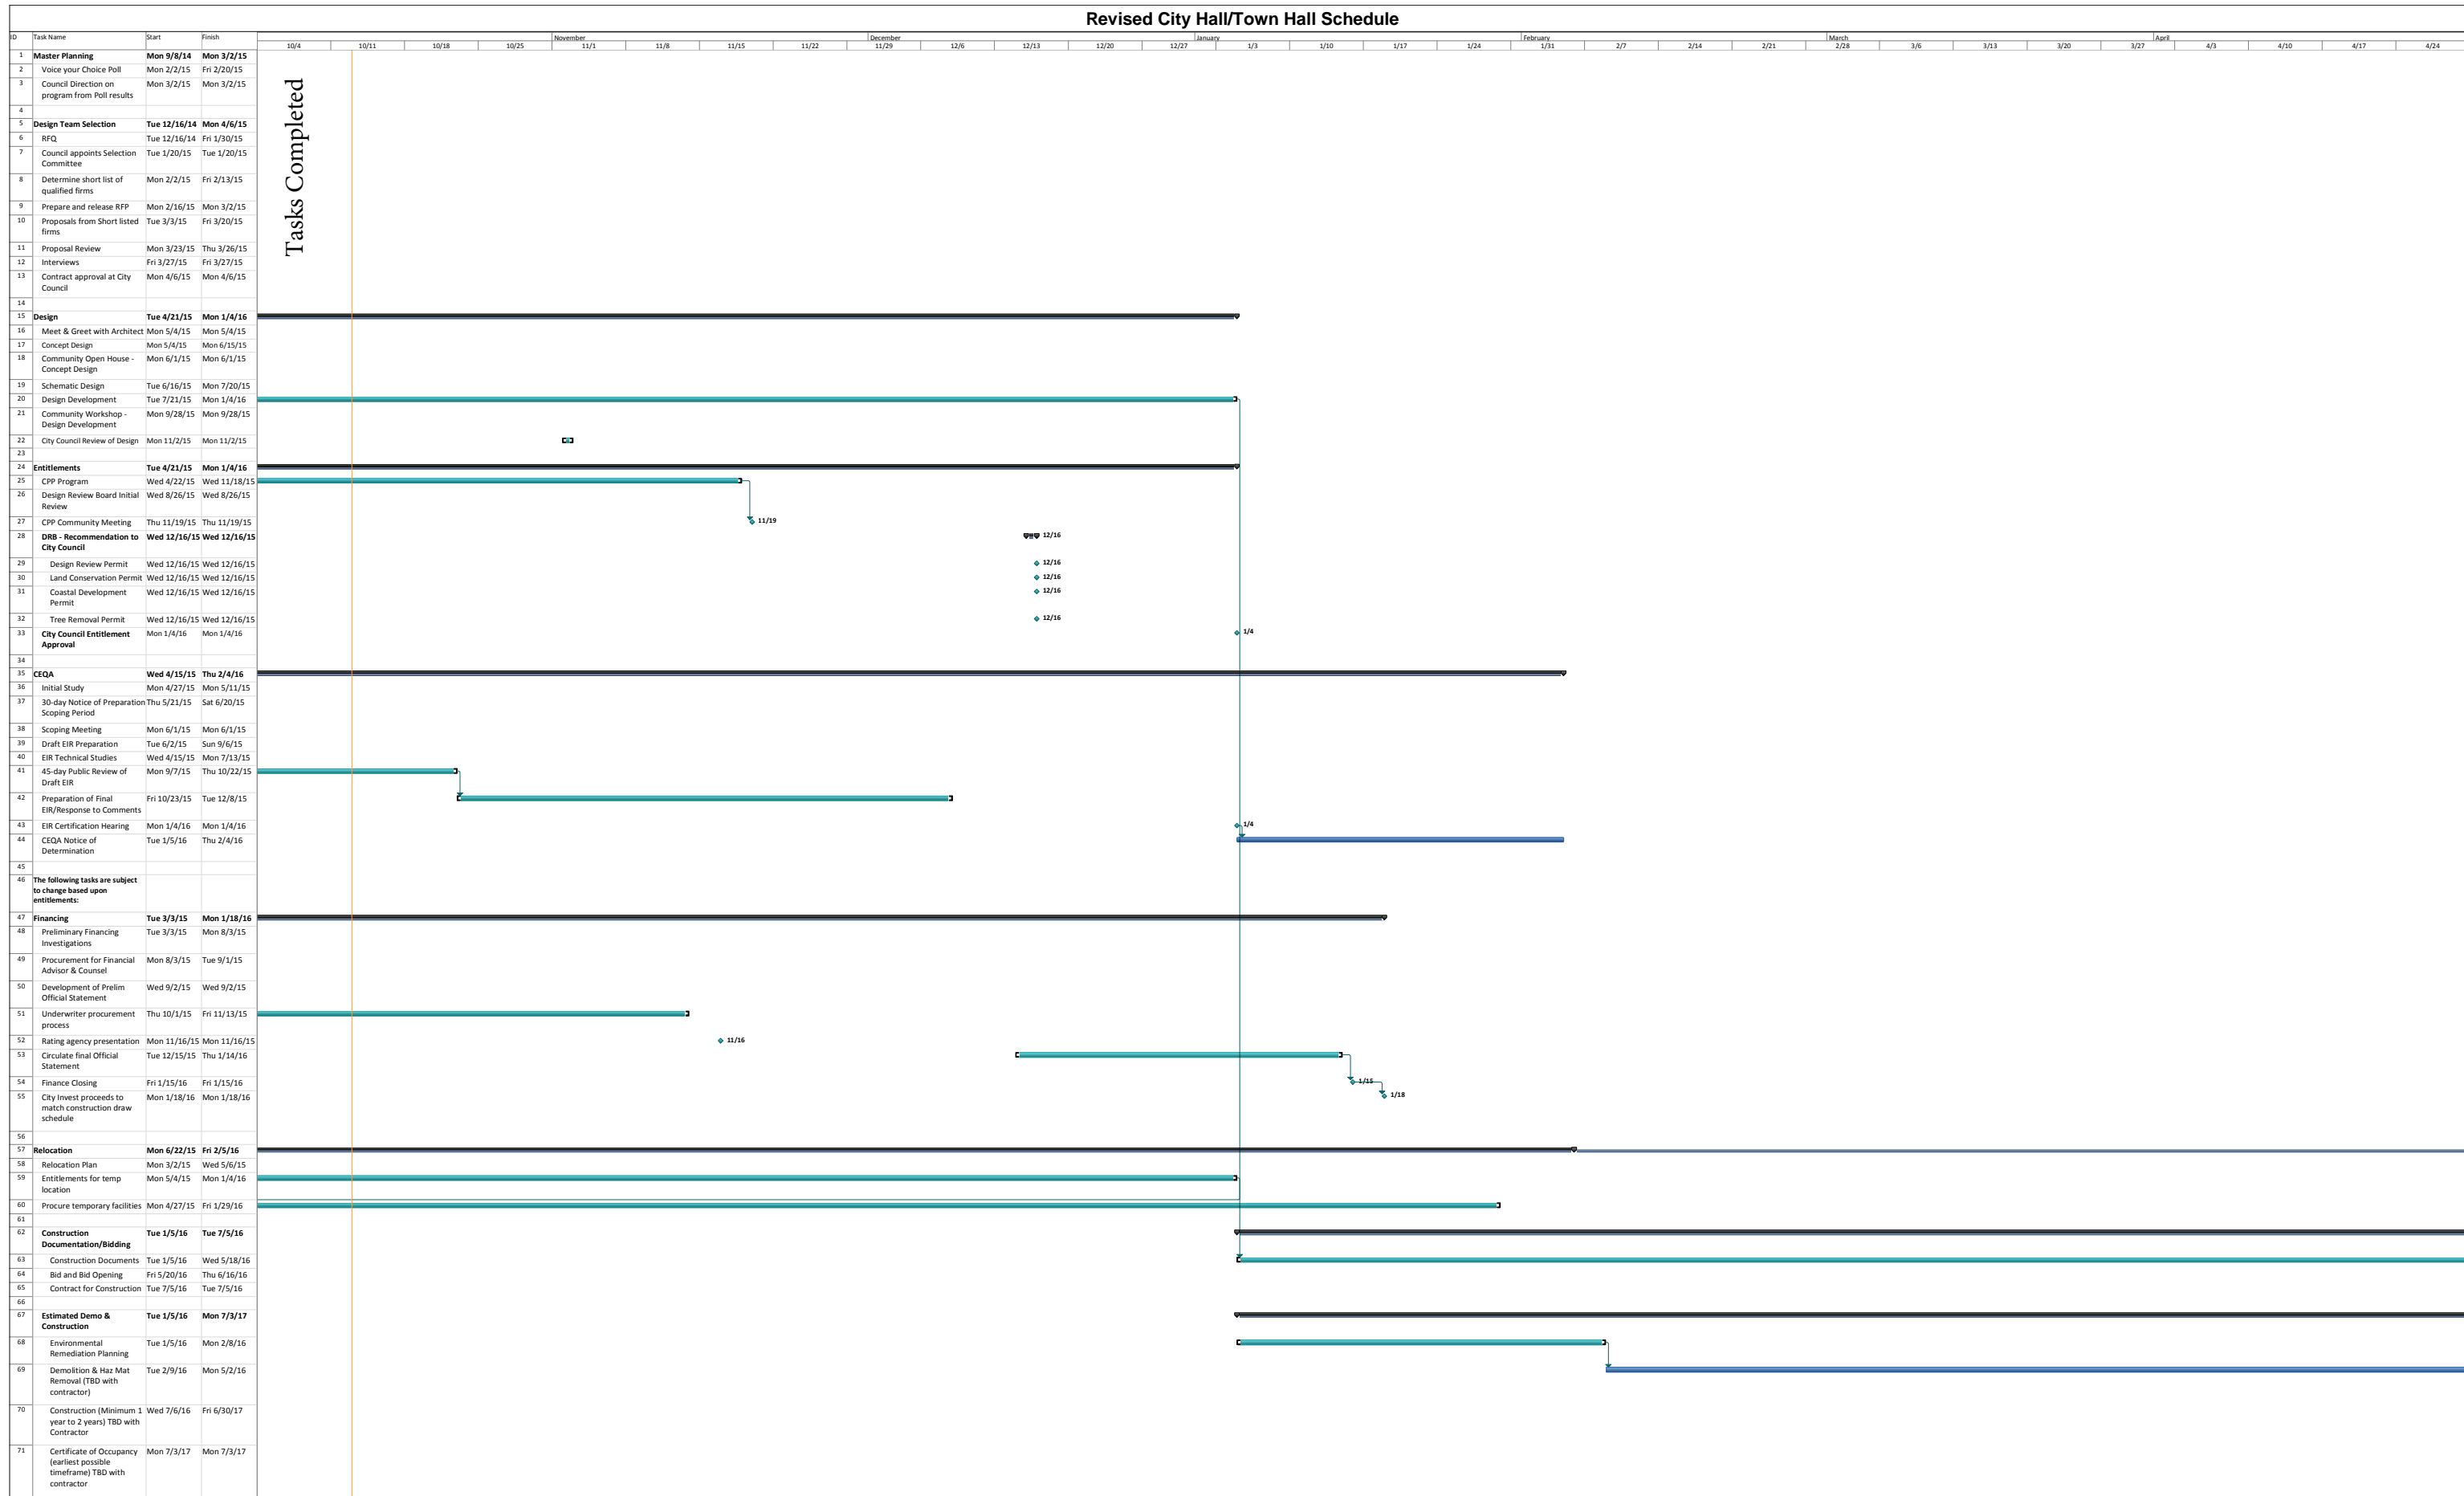 Revised City Hall/Town Hall Schedule
ID Task Name Start Finish
November December January February March April
10/4 10/11 10/18 10/25 11/1 11/8 11/15 11/22 11/29 12/6 12/13 12/20 12/27 1/3 1/10 1/17 1/24 1/31 2/7 2/14 2/21 2/28 3/6 3/13 3/20 3/27 4/3 4/10 4/17 4/24
Tasks Completed
1 Master Planning Mon 9/8/14 Mon 3/2/15
2 Voice your Choice Poll Mon 2/2/15 Fri 2/20/15
3 Council Direction on Mon 3/2/15 Mon 3/2/15
program from Poll results
4
5 Design Team Selection Tue 12/16/14 Mon 4/6/15
6 RFQ Tue 12/16/14 Fri 1/30/15
7 Council appoints Selection Tue 1/20/15 Tue 1/20/15
Committee
8 Determine short list of Mon 2/2/15 Fri 2/13/15
qualified firms
9 Prepare and release RFP Mon 2/16/15 Mon 3/2/15
10 Proposals from Short listed Tue 3/3/15 Fri 3/20/15
firms
11 Proposal Review Mon 3/23/15 Thu 3/26/15
12 Interviews Fri 3/27/15 Fri 3/27/15
13 Contract approval at City Mon 4/6/15 Mon 4/6/15
Council
14
15 Design Tue 4/21/15 Mon 1/4/16
16 Meet & Greet with Architect Mon 5/4/15 Mon 5/4/15
17 Concept Design Mon 5/4/15 Mon 6/15/15
18 Community Open House - Mon 6/1/15 Mon 6/1/15
Concept Design
19 Schematic Design Tue 6/16/15 Mon 7/20/15
20 Design Development Tue 7/21/15 Mon 1/4/16
21 Community Workshop - Mon 9/28/15 Mon 9/28/15
Design Development
22 City Council Review of Design Mon 11/2/15 Mon 11/2/15
23
24 Entitlements Tue 4/21/15 Mon 1/4/16
25 CPP Program Wed 4/22/15 Wed 11/18/15
26 Design Review Board Initial Wed 8/26/15 Wed 8/26/15
Review
27 CPP Community Meeting Thu 11/19/15 Thu 11/19/15 11/19
28 DRB - Recommendation to Wed 12/16/15 Wed 12/16/15 12/16
City Council
29 Design Review Permit Wed 12/16/15 Wed 12/16/15 12/16
30 Land Conservation Permit Wed 12/16/15 Wed 12/16/15 12/16
31 Coastal Development Wed 12/16/15 Wed 12/16/15 12/16
Permit
32 Tree Removal Permit Wed 12/16/15 Wed 12/16/15 12/16
33 City Council Entitlement Mon 1/4/16 Mon 1/4/16 1/4
Approval
34
35 CEQA Wed 4/15/15 Thu 2/4/16
36 Initial Study Mon 4/27/15 Mon 5/11/15
37 30-day Notice of Preparation Thu 5/21/15 Sat 6/20/15
Scoping Period
38 Scoping Meeting Mon 6/1/15 Mon 6/1/15
39 Draft EIR Preparation Tue 6/2/15 Sun 9/6/15
40 EIR Technical Studies Wed 4/15/15 Mon 7/13/15
41 45-day Public Review of Mon 9/7/15 Thu 10/22/15
Draft EIR
42 Preparation of Final Fri 10/23/15 Tue 12/8/15
EIR/Response to Comments
43 EIR Certification Hearing Mon 1/4/16 Mon 1/4/16 1/4
44 CEQA Notice of Tue 1/5/16 Thu 2/4/16
Determination
45
46 The following tasks are subject
to change based upon
entitlements:
47 Financing Tue 3/3/15 Mon 1/18/16
48 Preliminary Financing Tue 3/3/15 Mon 8/3/15
Investigations
49 Procurement for Financial Mon 8/3/15 Tue 9/1/15
Advisor & Counsel
50 Development of Prelim Wed 9/2/15 Wed 9/2/15
Official Statement
51 Underwriter procurement Thu 10/1/15 Fri 11/13/15
process
52 Rating agency presentation Mon 11/16/15 Mon 11/16/15 11/16
53 Circulate final Official Tue 12/15/15 Thu 1/14/16
Statement
54 Finance Closing Fri 1/15/16 Fri 1/15/16 1/15
55 City Invest proceeds to Mon 1/18/16 Mon 1/18/16 1/18
match construction draw
schedule
56
57 Relocation Mon 6/22/15 Fri 2/5/16
58 Relocation Plan Mon 3/2/15 Wed 5/6/15
59 Entitlements for temp Mon 5/4/15 Mon 1/4/16
location
60 Procure temporary facilities Mon 4/27/15 Fri 1/29/16
61
62 Construction Tue 1/5/16 Tue 7/5/16
Documentation/Bidding
63 Construction Documents Tue 1/5/16 Wed 5/18/16
64 Bid and Bid Opening Fri 5/20/16 Thu 6/16/16
65 Contract for Construction Tue 7/5/16 Tue 7/5/16
66
67 Estimated Demo & Tue 1/5/16 Mon 7/3/17
Construction
68 Environmental Tue 1/5/16 Mon 2/8/16
Remediation Planning
69 Demolition & Haz Mat Tue 2/9/16 Mon 5/2/16
Removal (TBD with
contractor)
70 Construction (Minimum 1 Wed 7/6/16 Fri 6/30/17
year to 2 years) TBD with
Contractor
71 Certificate of Occupancy Mon 7/3/17 Mon 7/3/17
(earliest possible
timeframe) TBD with
contractor